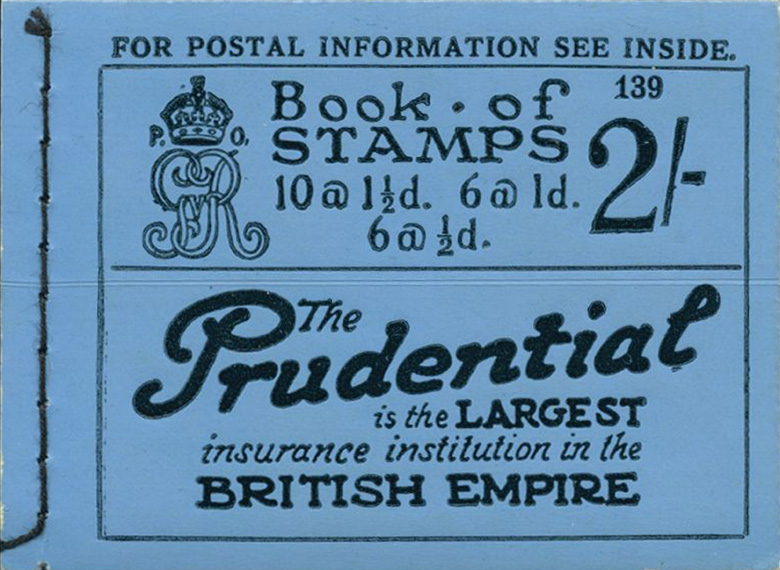 FOR POSTAL INFORMATION SEE INSIDE.
139
P. O.
GvR
Book · of
STAMPS
2/-
10 @ 1½d. 6 @ 1d.
6 @ ½d.
The
Prudential
is the LARGEST
insurance institution in the
BRITISH EMPIRE